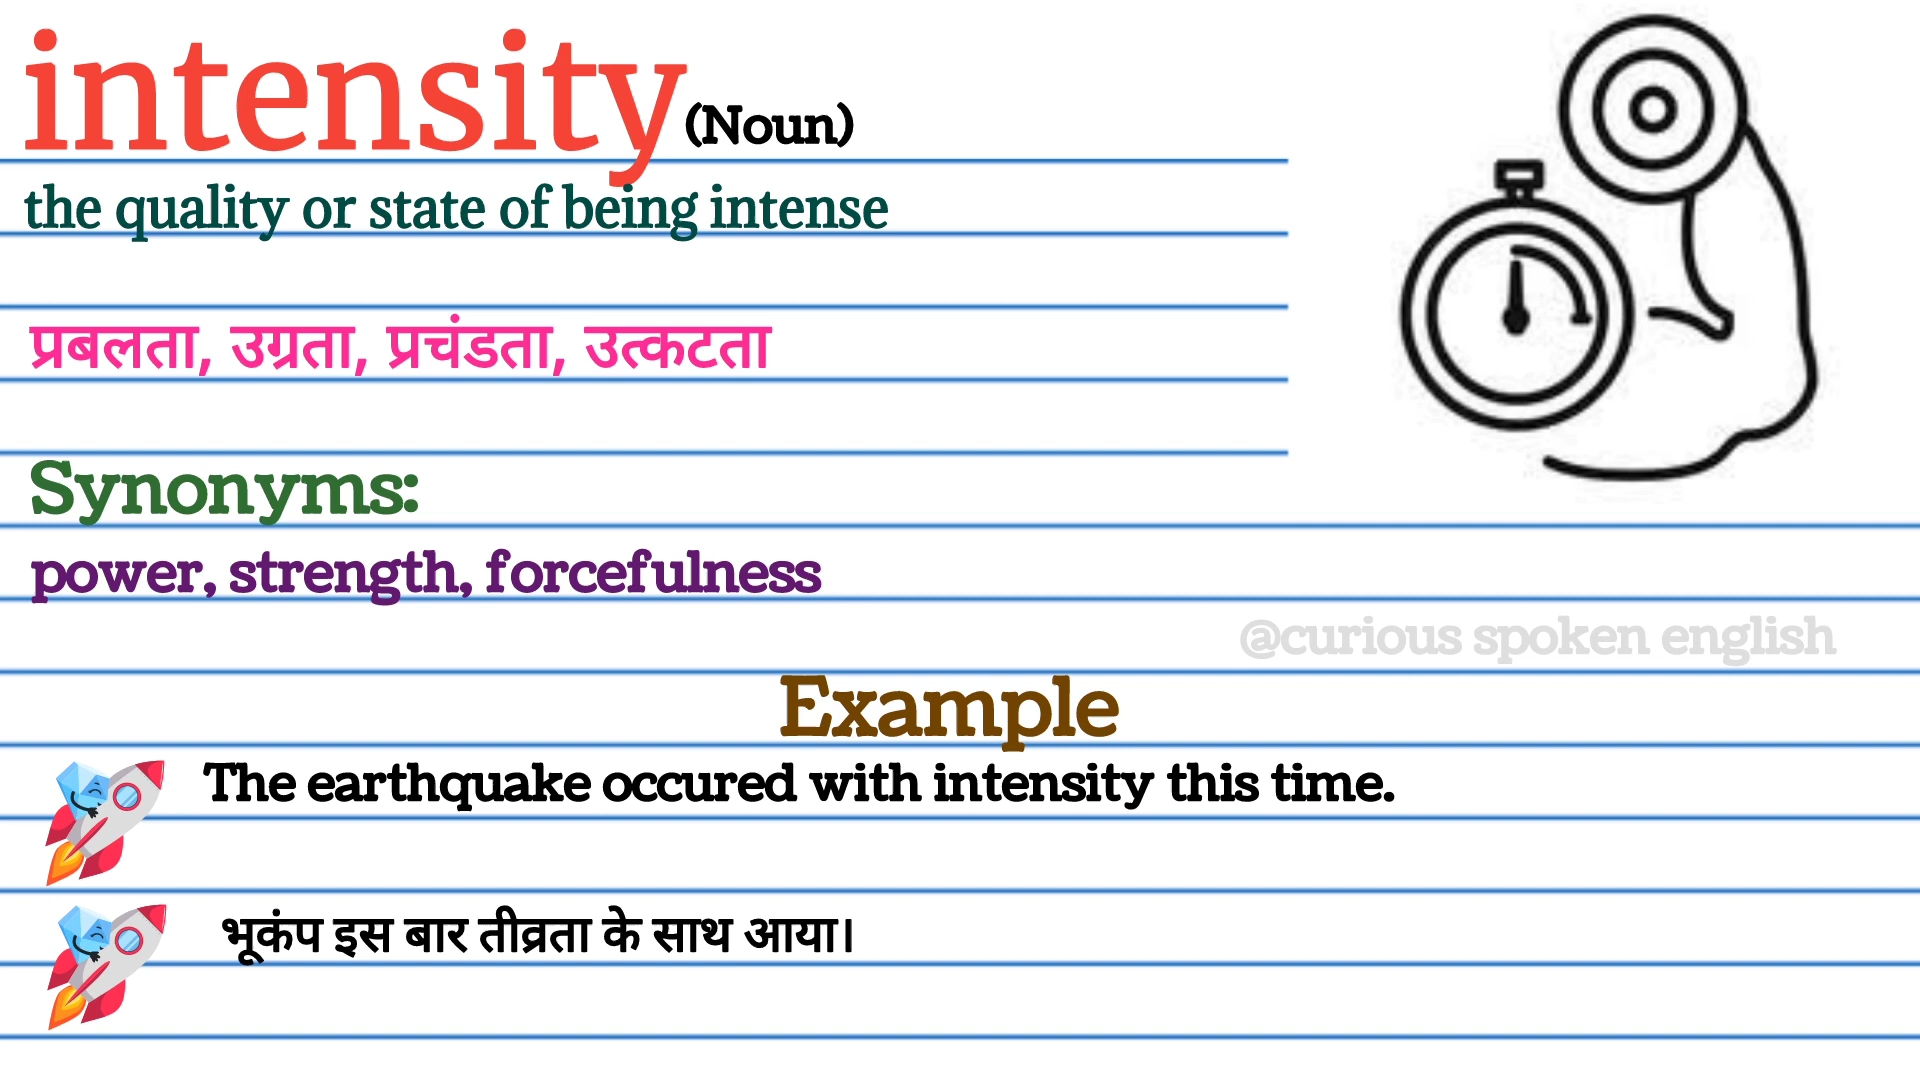 intensity (Noun)
the quality or state of being intense
प्रबलता, उग्रता, प्रचंडता, उत्कटता
Synonyms:
power, strength, forcefulness
@curious spoken english
Example
The earthquake occured with intensity this time.
भूकंप इस बार तीव्रता के साथ आया।